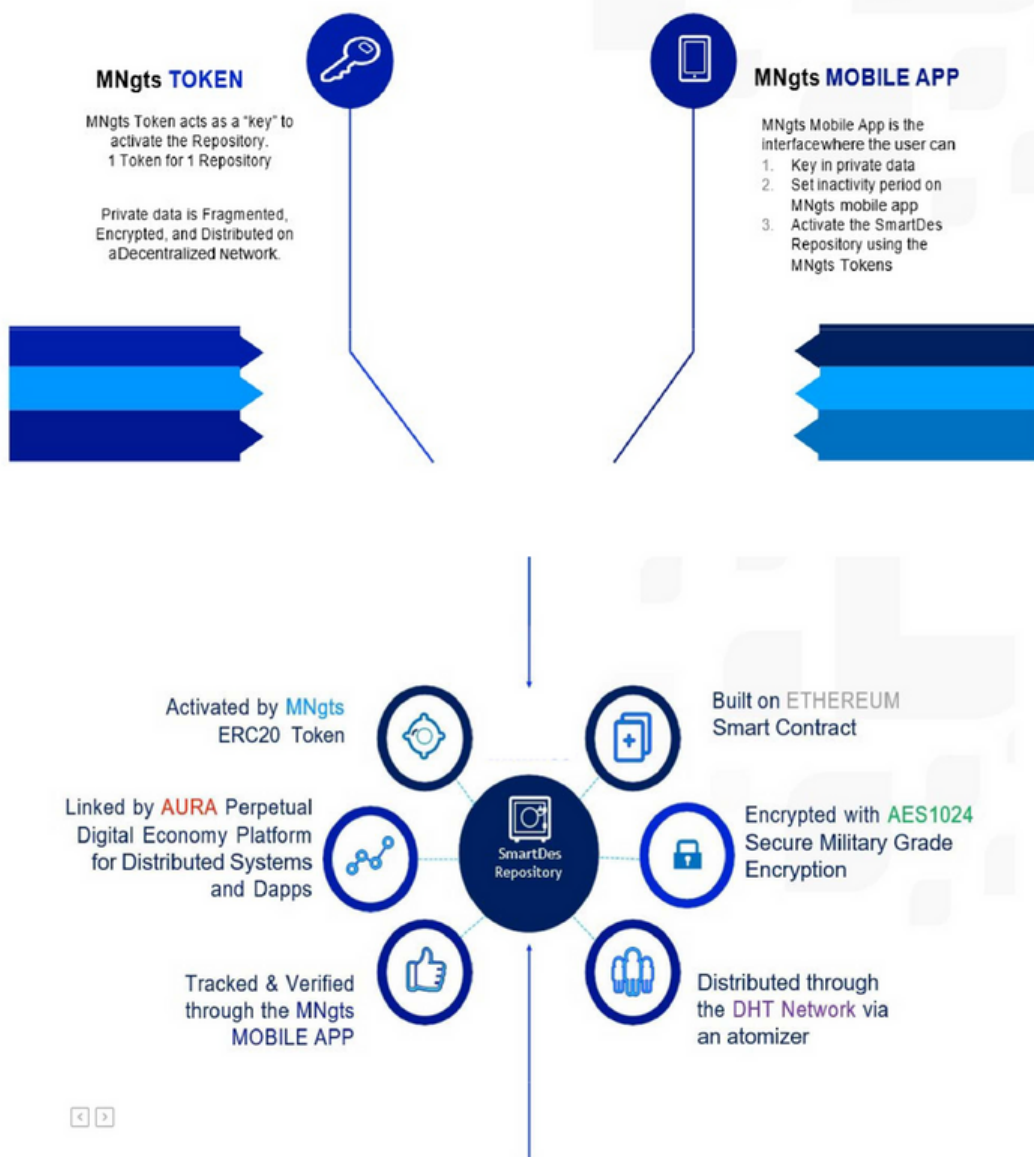 MNgts TOKEN
MNgts Token acts as a “key” to
activate the Repository.
1 Token for 1 Repository
Private data is Fragmented,
Encrypted, and Distributed on
aDecentralized Network.
MNgts MOBILE APP
MNgts Mobile App is the
interfacewhere the user can
1. Key in private data
2. Set inactivity period on
MNgts mobile app
3. Activate the SmartDes
Repository using the
MNgts Tokens
Activated by MNgts
ERC20 Token
Built on ETHEREUM
Smart Contract
Linked by AURA Perpetual
Digital Economy Platform
for Distributed Systems
and Dapps
SmartDes
Repository
Encrypted with AES1024
Secure Military Grade
Encryption
Tracked & Verified
through the MNgts
MOBILE APP
Distributed through
the DHT Network via
an atomizer